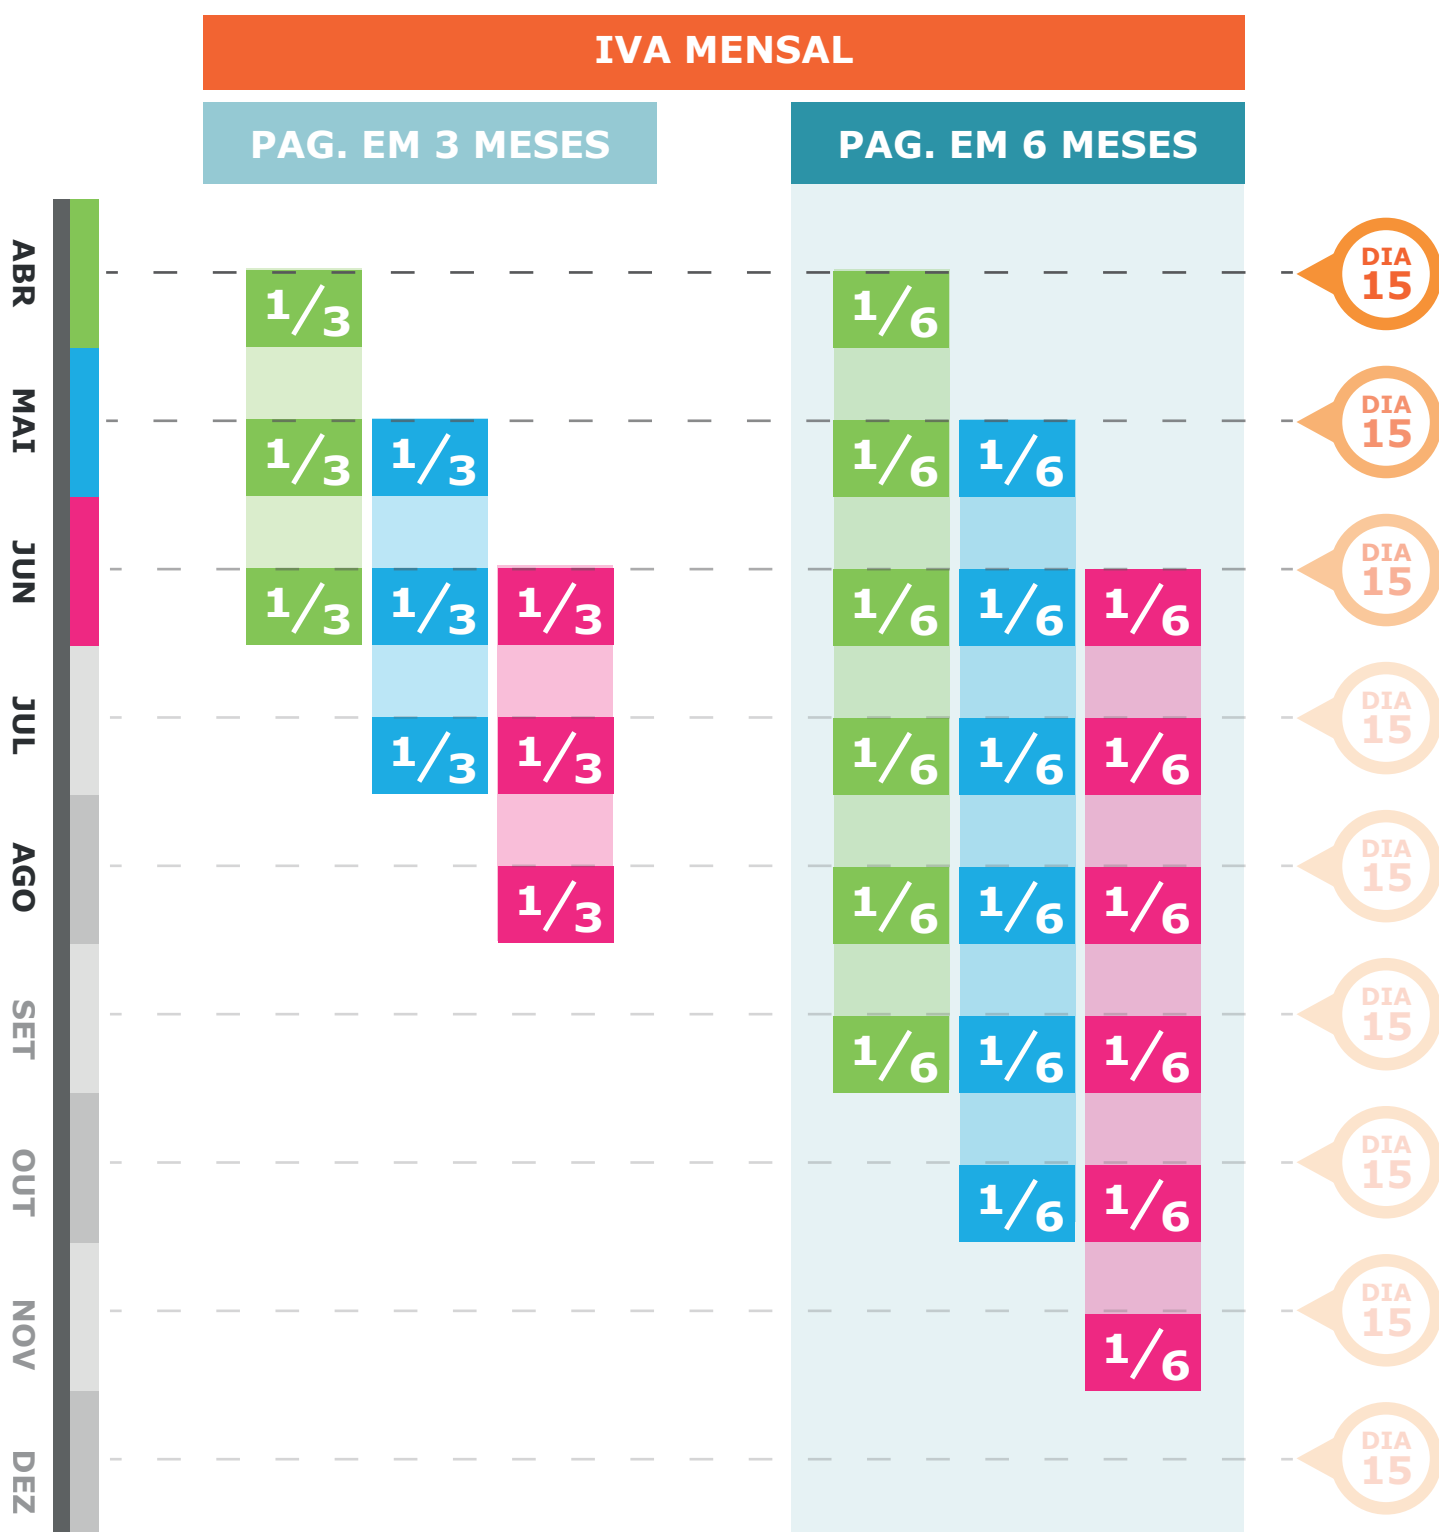 IVA MENSAL
PAG. EM 3 MESES
PAG. EM 6 MESES
ABR
DIA
15
1/3
1/6
MAI
DIA
15
1/3
1/3
1/6
1/6
JUN
DIA
15
1/3
1/3
1/3
1/6
1/6
1/6
JUL
DIA
15
1/3
1/3
1/6
1/6
1/6
AGO
DIA
15
1/3
1/6
1/6
1/6
SET
DIA
15
1/6
1/6
1/6
OUT
DIA
15
1/6
1/6
NOV
DIA
15
1/6
DEZ
DIA
15